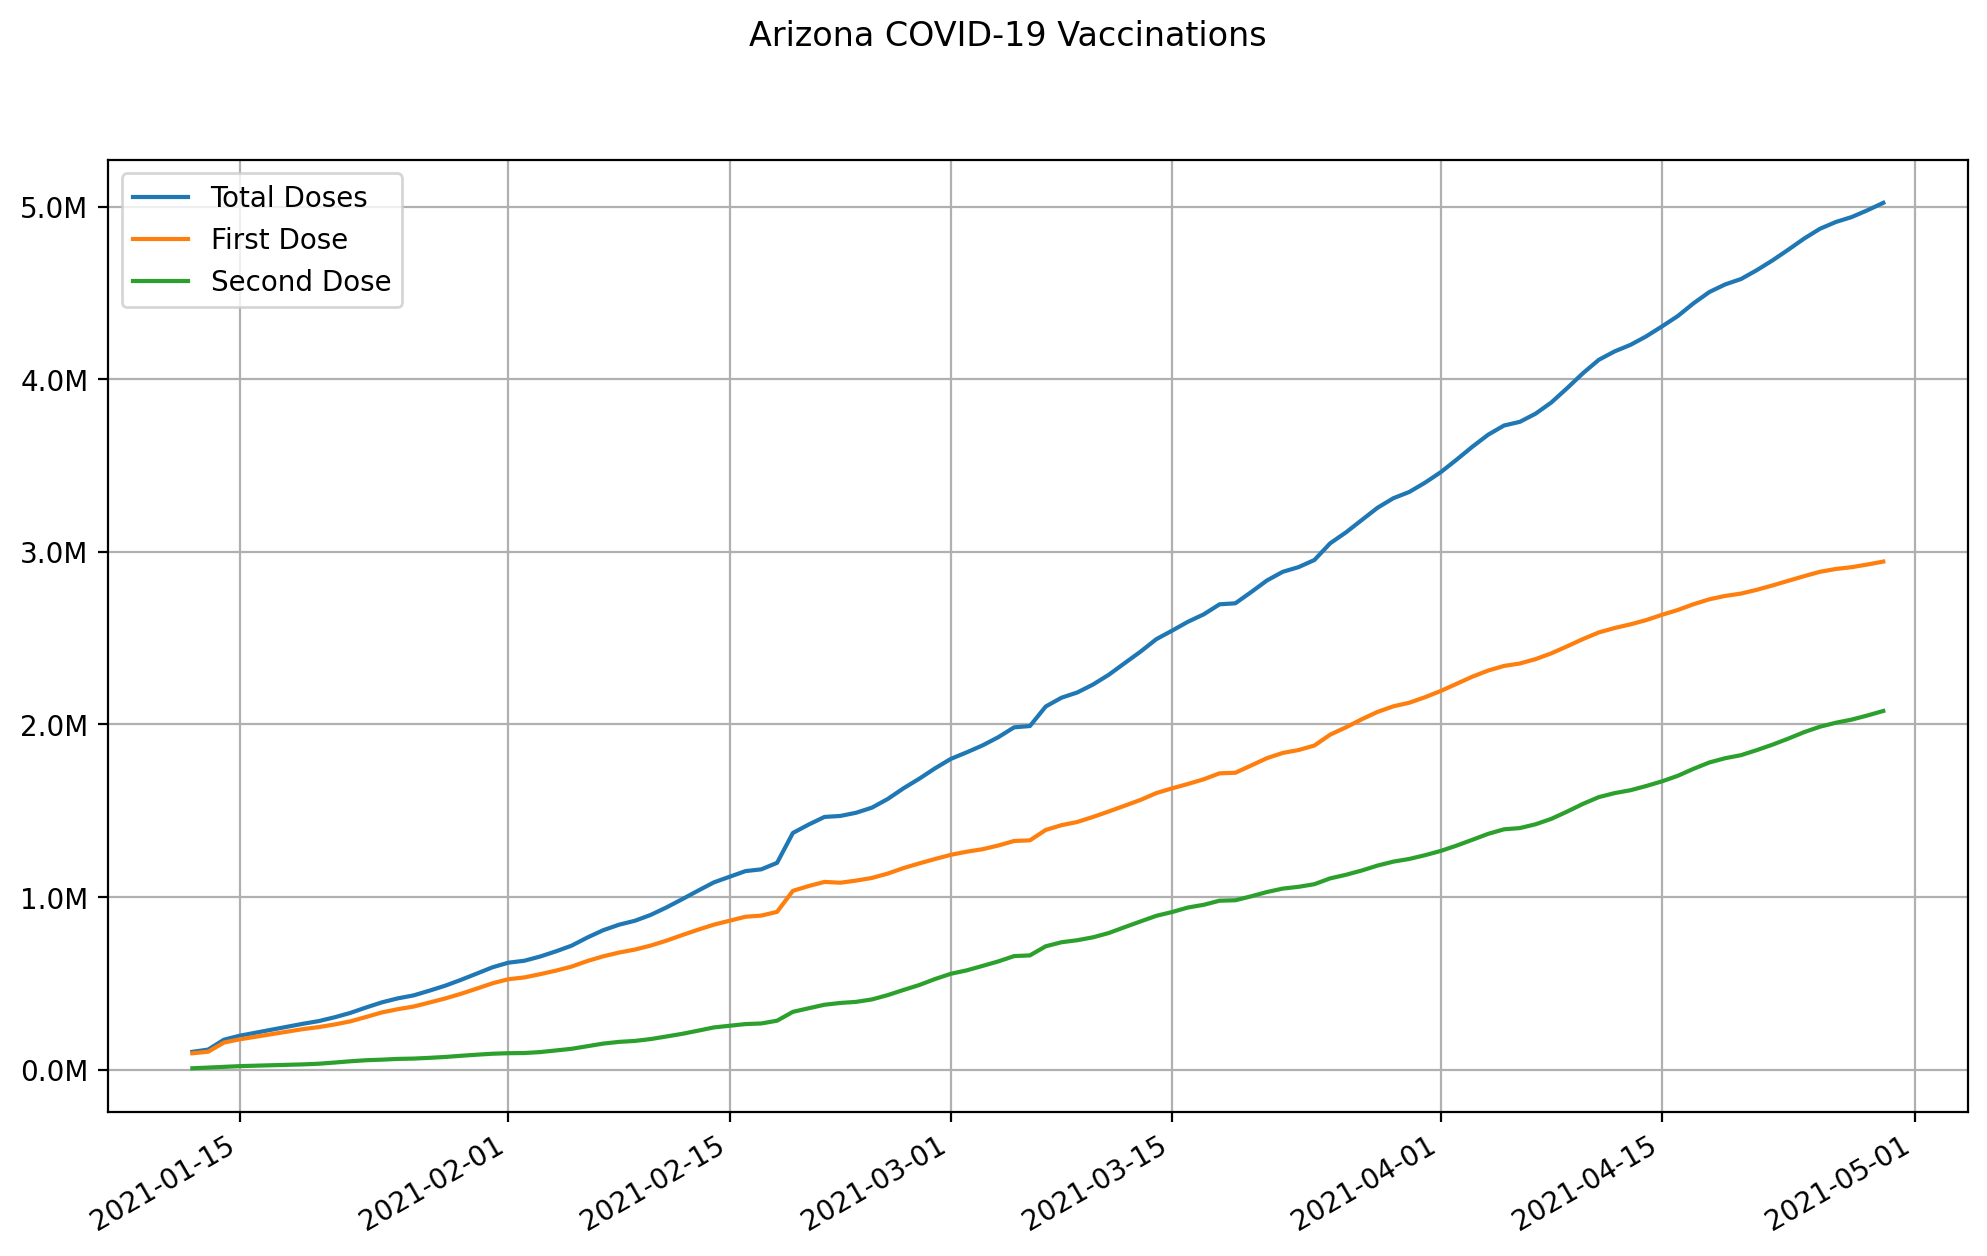 Arizona COVID-19 Vaccinations
Total Doses
First Dose
Second Dose
5.0M
4.0M
3.0M
2.0M
1.0M
0.0M
2021-01-15
2021-02-01
2021-02-15
2021-03-01
2021-03-15
2021-04-01
2021-04-15
2021-05-01